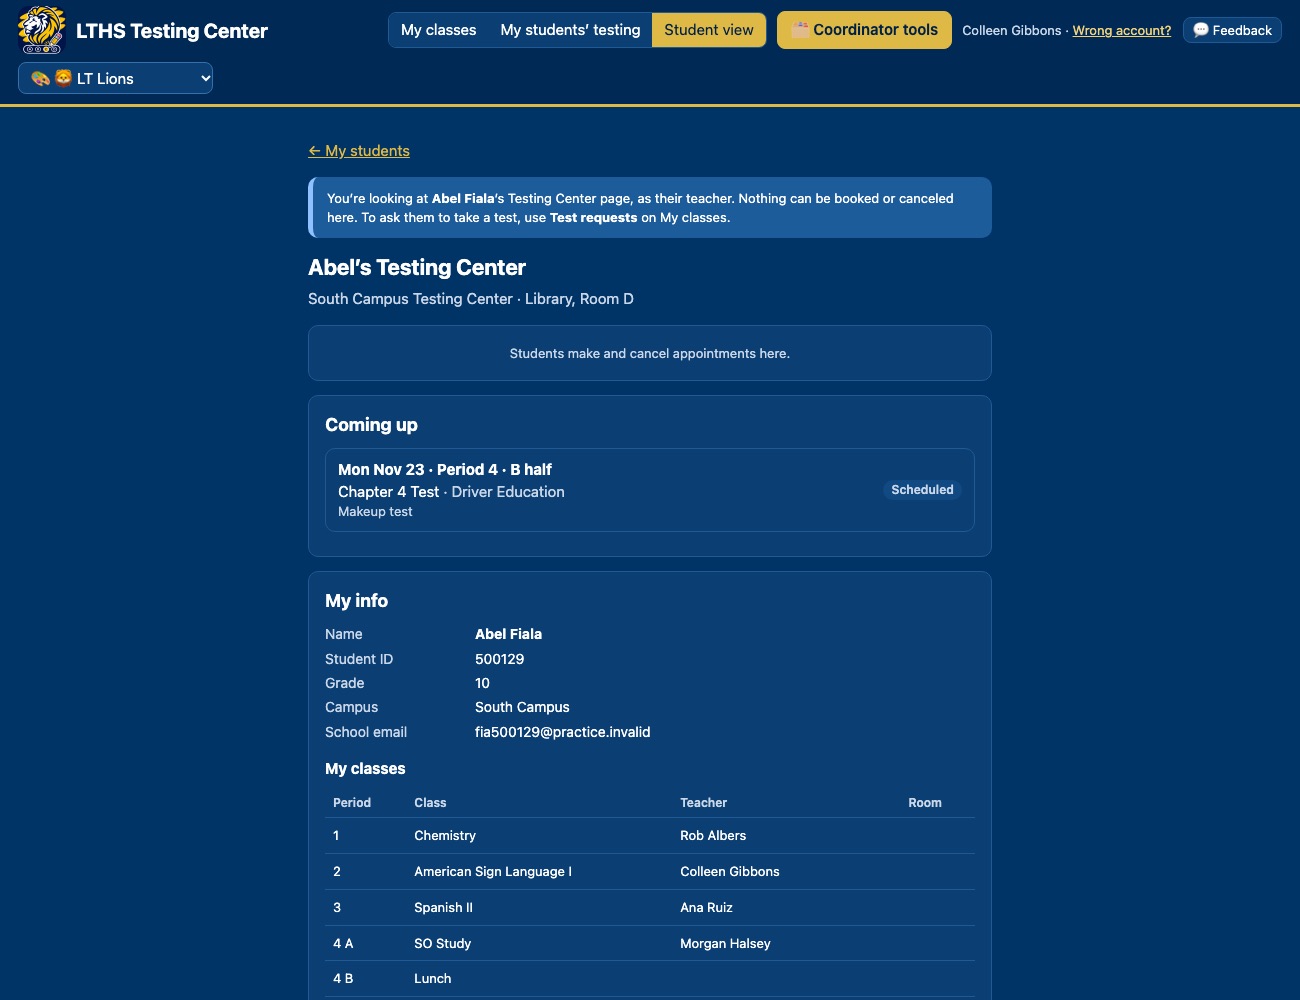 LTHS Testing Center
My classes
My students’ testing
Student view
Coordinator tools
Colleen Gibbons · Wrong account?
Feedback
LT Lions
← My students
You’re looking at Abel Fiala’s Testing Center page, as their teacher. Nothing can be booked or canceled
here. To ask them to take a test, use Test requests on My classes.
Abel’s Testing Center
South Campus Testing Center · Library, Room D
Students make and cancel appointments here.
Coming up
Mon Nov 23 · Period 4 · B half
Chapter 4 Test · Driver Education
Makeup test
Scheduled
My info
Name Abel Fiala
Student ID 500129
Grade 10
Campus South Campus
School email fia500129@practice.invalid
My classes
Period Class Teacher Room
1 Chemistry Rob Albers
2 American Sign Language I Colleen Gibbons
3 Spanish II Ana Ruiz
4 A SO Study Morgan Halsey
4 B Lunch